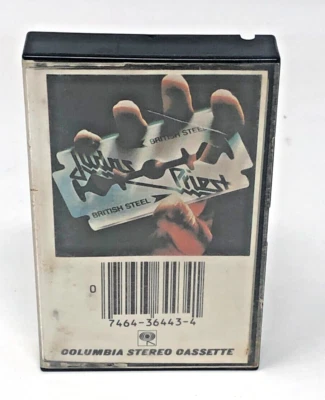 BRITISH STEEL
Judas
Priest
BRITISH STEEL
0
7464-36443-4
COLUMBIA STEREO CASSETTE